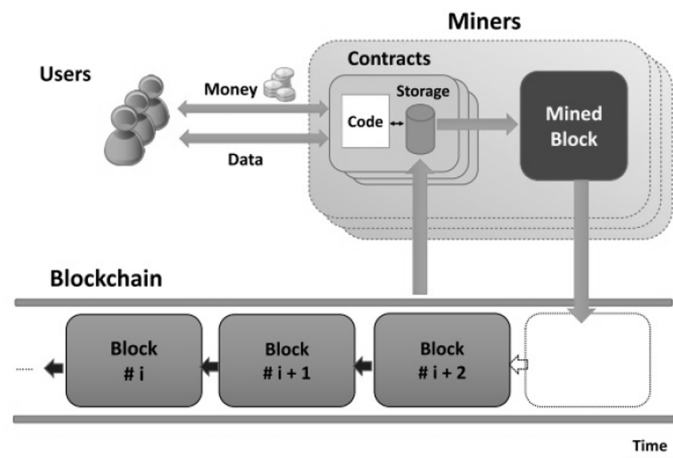 Miners
Users
Contracts
Money
Storage
Code
Data
Mined
Block
Blockchain
Block
# i
Block
# i + 1
Block
# i + 2
......
Time